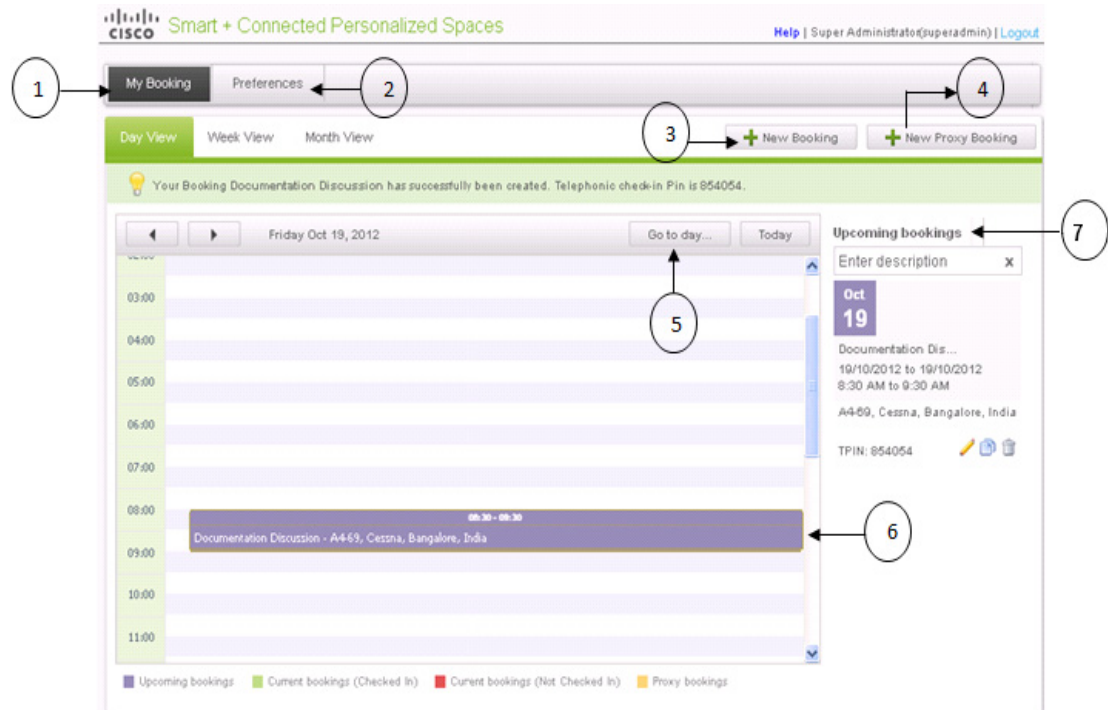 CISCO
Smart + Connected Personalized Spaces
Help | Super Administrator(superadmin) | Logout
1
My Booking
Preferences
2
4
Day View
Week View
Month View
3
New Booking
New Proxy Booking
Your Booking Documentation Discussion has successfully been created. Telephonic check-in Pin is 854054.
Friday Oct 19, 2012
Go to day...
Today
Upcoming bookings
7
Enter description
x
03:00
04:00
05:00
06:00
07:00
08:00
09:00
10:00
11:00
5
Oct
19
Documentation Dis...
19/10/2012 to 19/10/2012
8:30 AM to 9:30 AM
A4-69, Cessna, Bangalore, India
TPIN: 854054
08:30 - 09:30
Documentation Discussion - A4-69, Cessna, Bangalore, India
6
Upcoming bookings
Current bookings (Checked In)
Current bookings (Not Checked In)
Proxy bookings